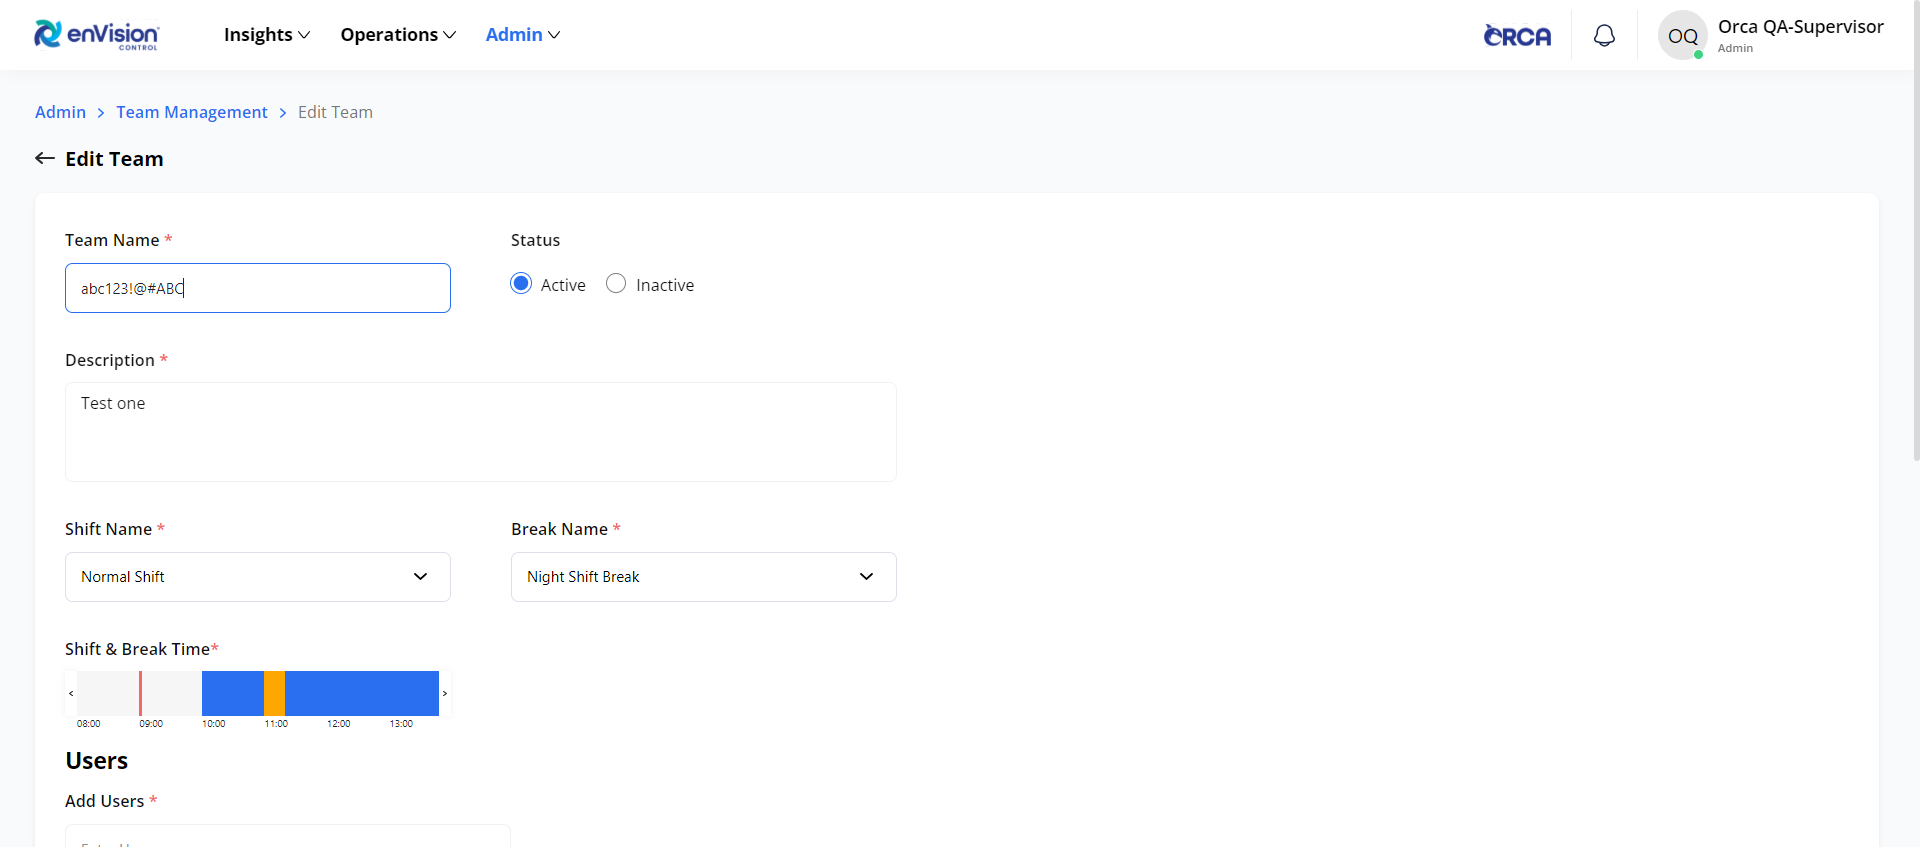 enVision
CONTROL
Insights
Operations
Admin
ORCA
OQ
Orca QA-Supervisor
Admin
Admin > Team Management > Edit Team
Edit Team
Team Name *
Status
abc123!@#ABC
Active
Inactive
Description *
Test one
Shift Name *
Break Name *
Normal Shift
Night Shift Break
Shift & Break Time*
< >
08:00 09:00 10:00 11:00 12:00 13:00
Users
Add Users *